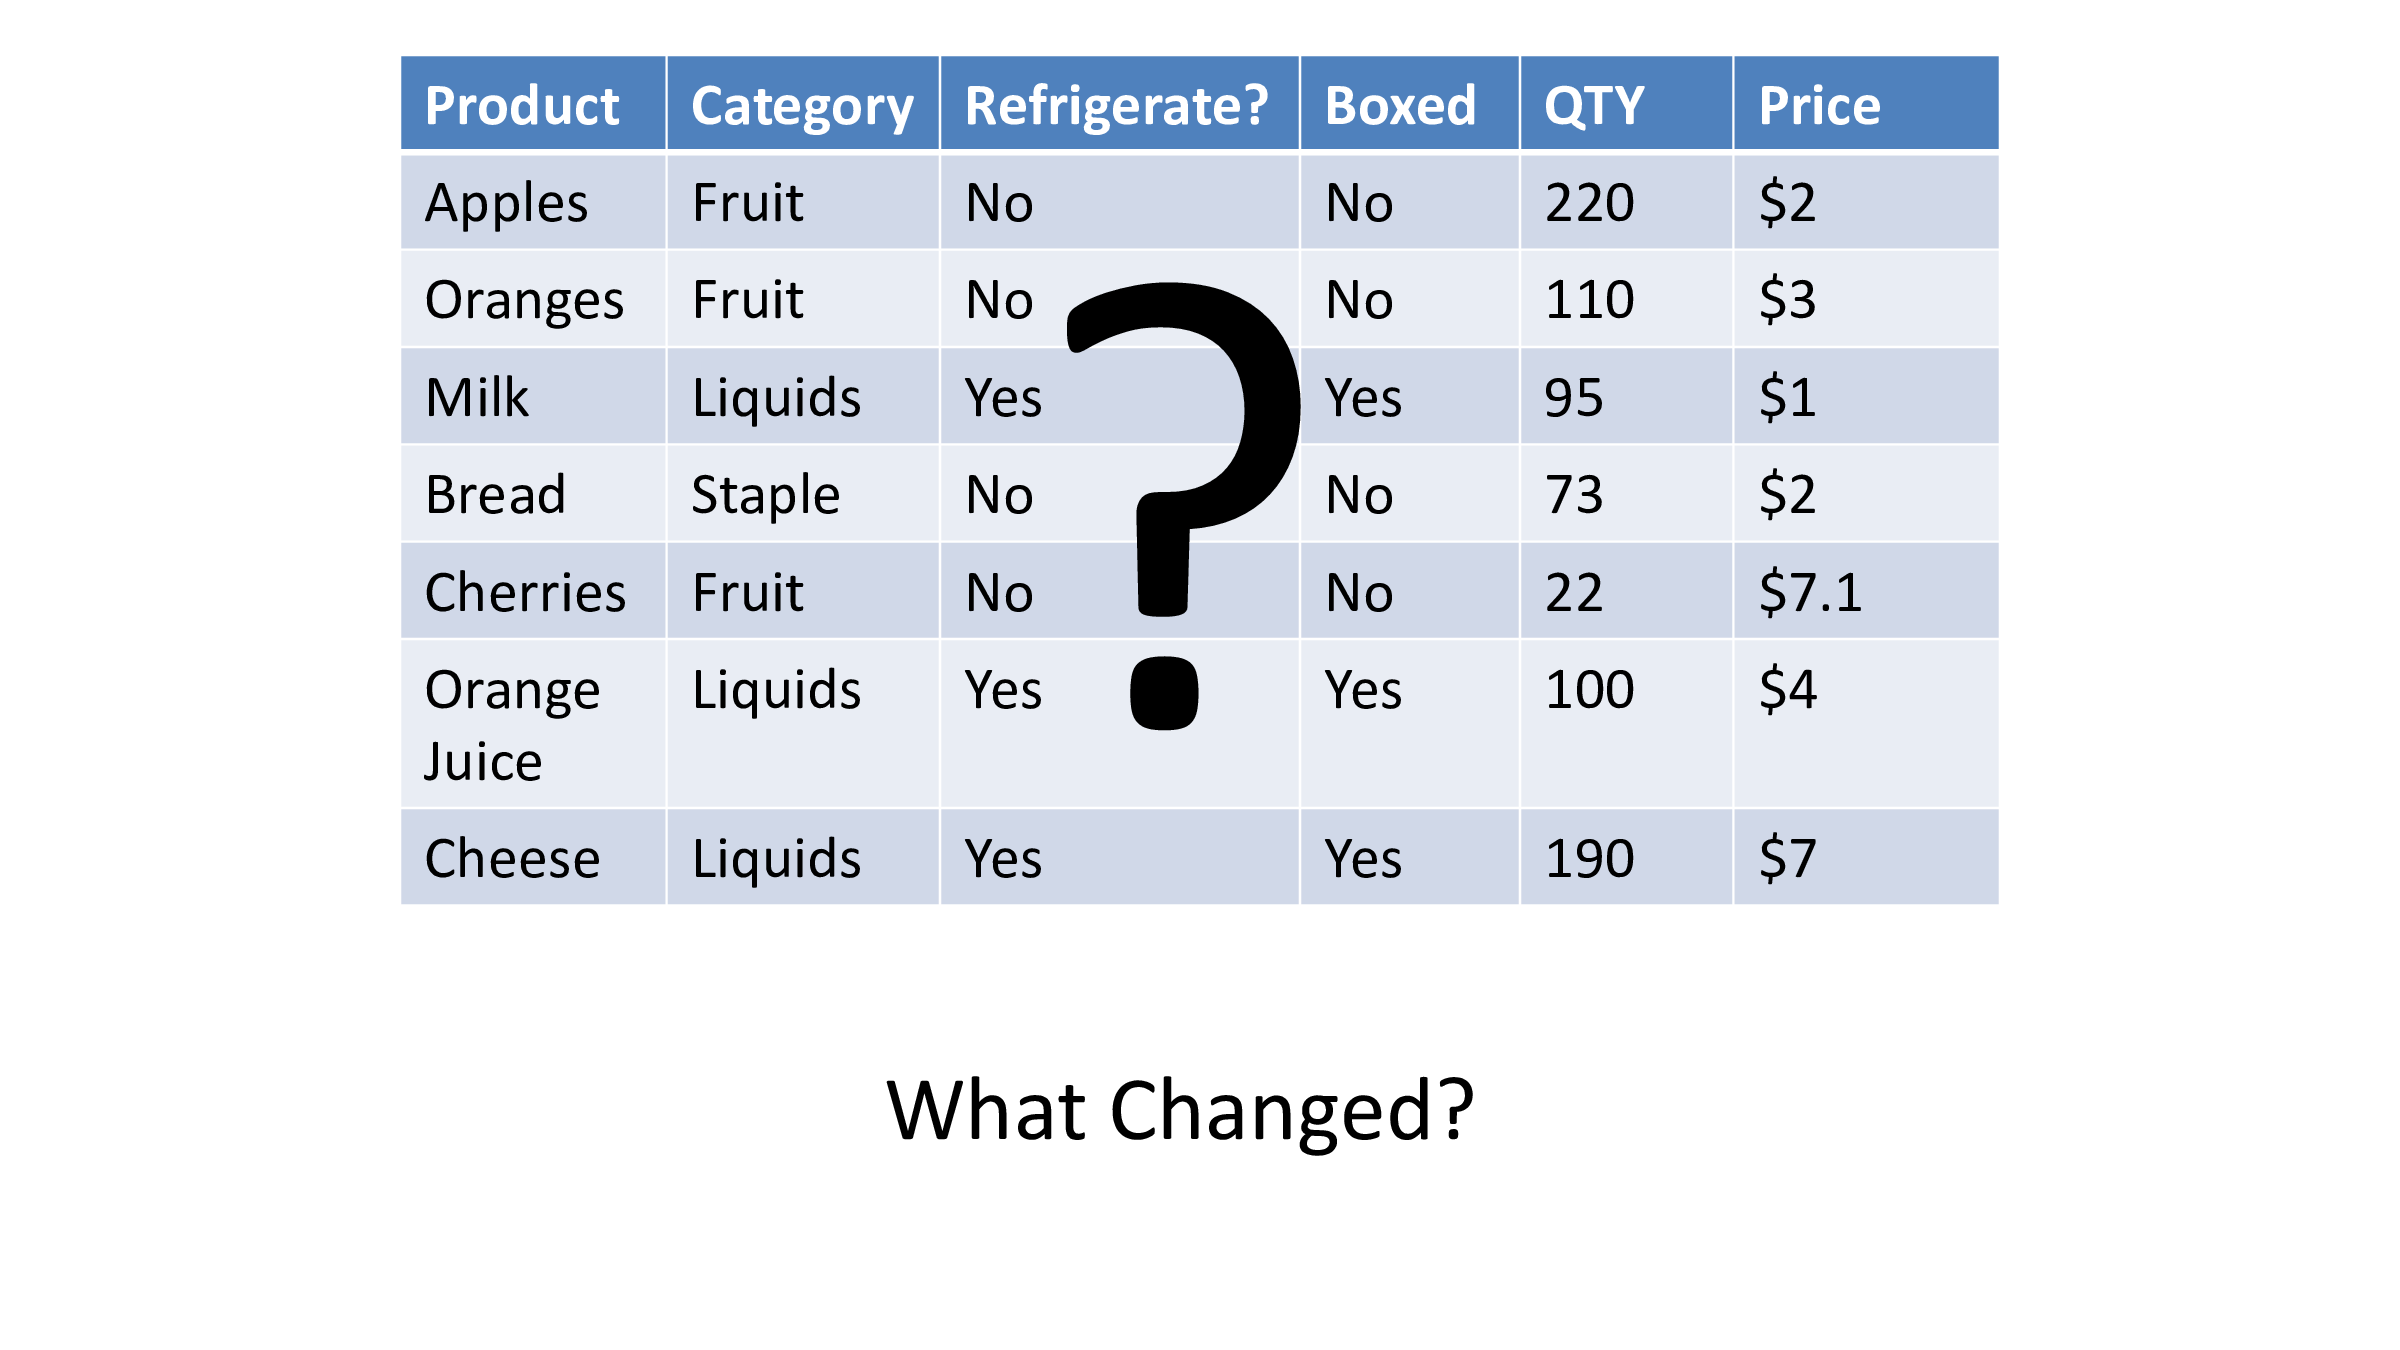 Product Category Refrigerate? Boxed QTY Price
Apples Fruit No No 220 $2
Oranges Fruit No No 110 $3
Milk Liquids Yes Yes 95 $1
Bread Staple No No 73 $2
Cherries Fruit No No 22 $7.1
Orange Liquids Yes Yes 100 $4
Juice
Cheese Liquids Yes Yes 190 $7
?
What Changed?